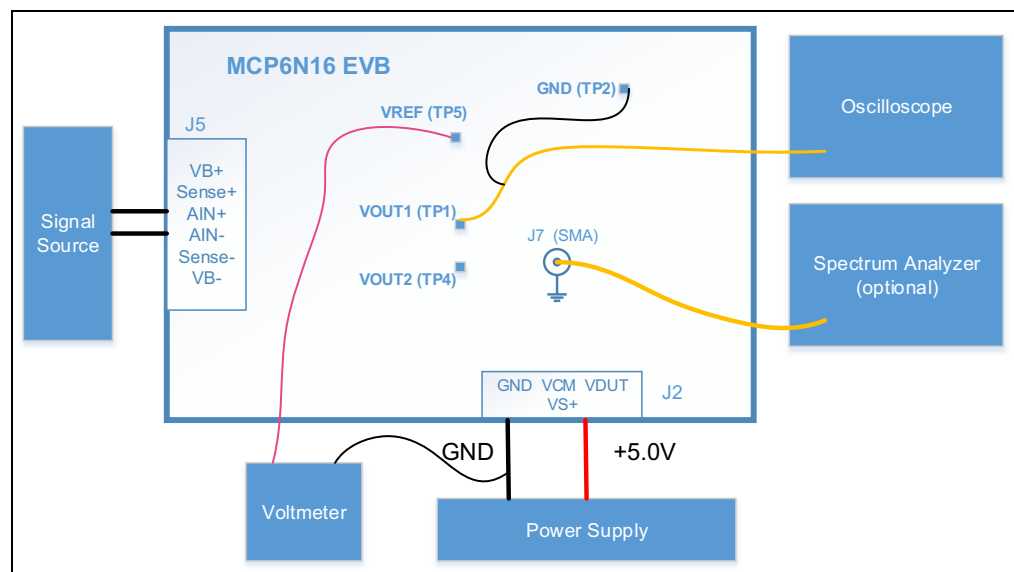 MCP6N16 EVB
GND (TP2)
VREF (TP5)
Oscilloscope
J5
VB+
Sense+
AIN+
AIN-
Sense-
VB-
Signal
Source
VOUT1 (TP1)
J7 (SMA)
VOUT2 (TP4)
Spectrum Analyzer
(optional)
GND VCM VDUT
VS+
J2
GND
+5.0V
Voltmeter
Power Supply